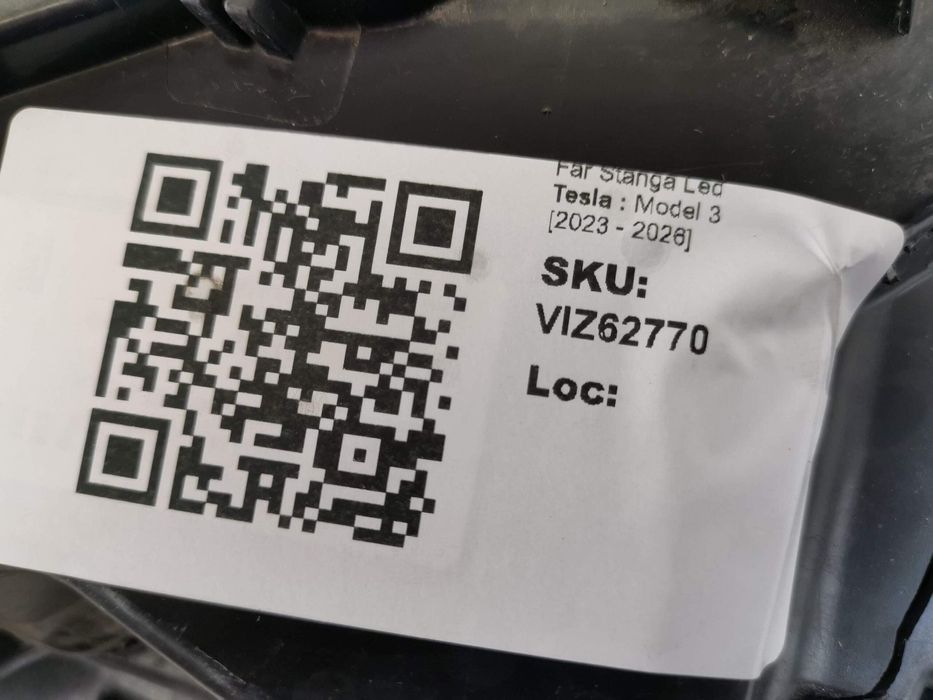 Far Stanga Led
Tesla : Model 3
[2023 - 2026]
SKU:
VIZ62770
Loc: